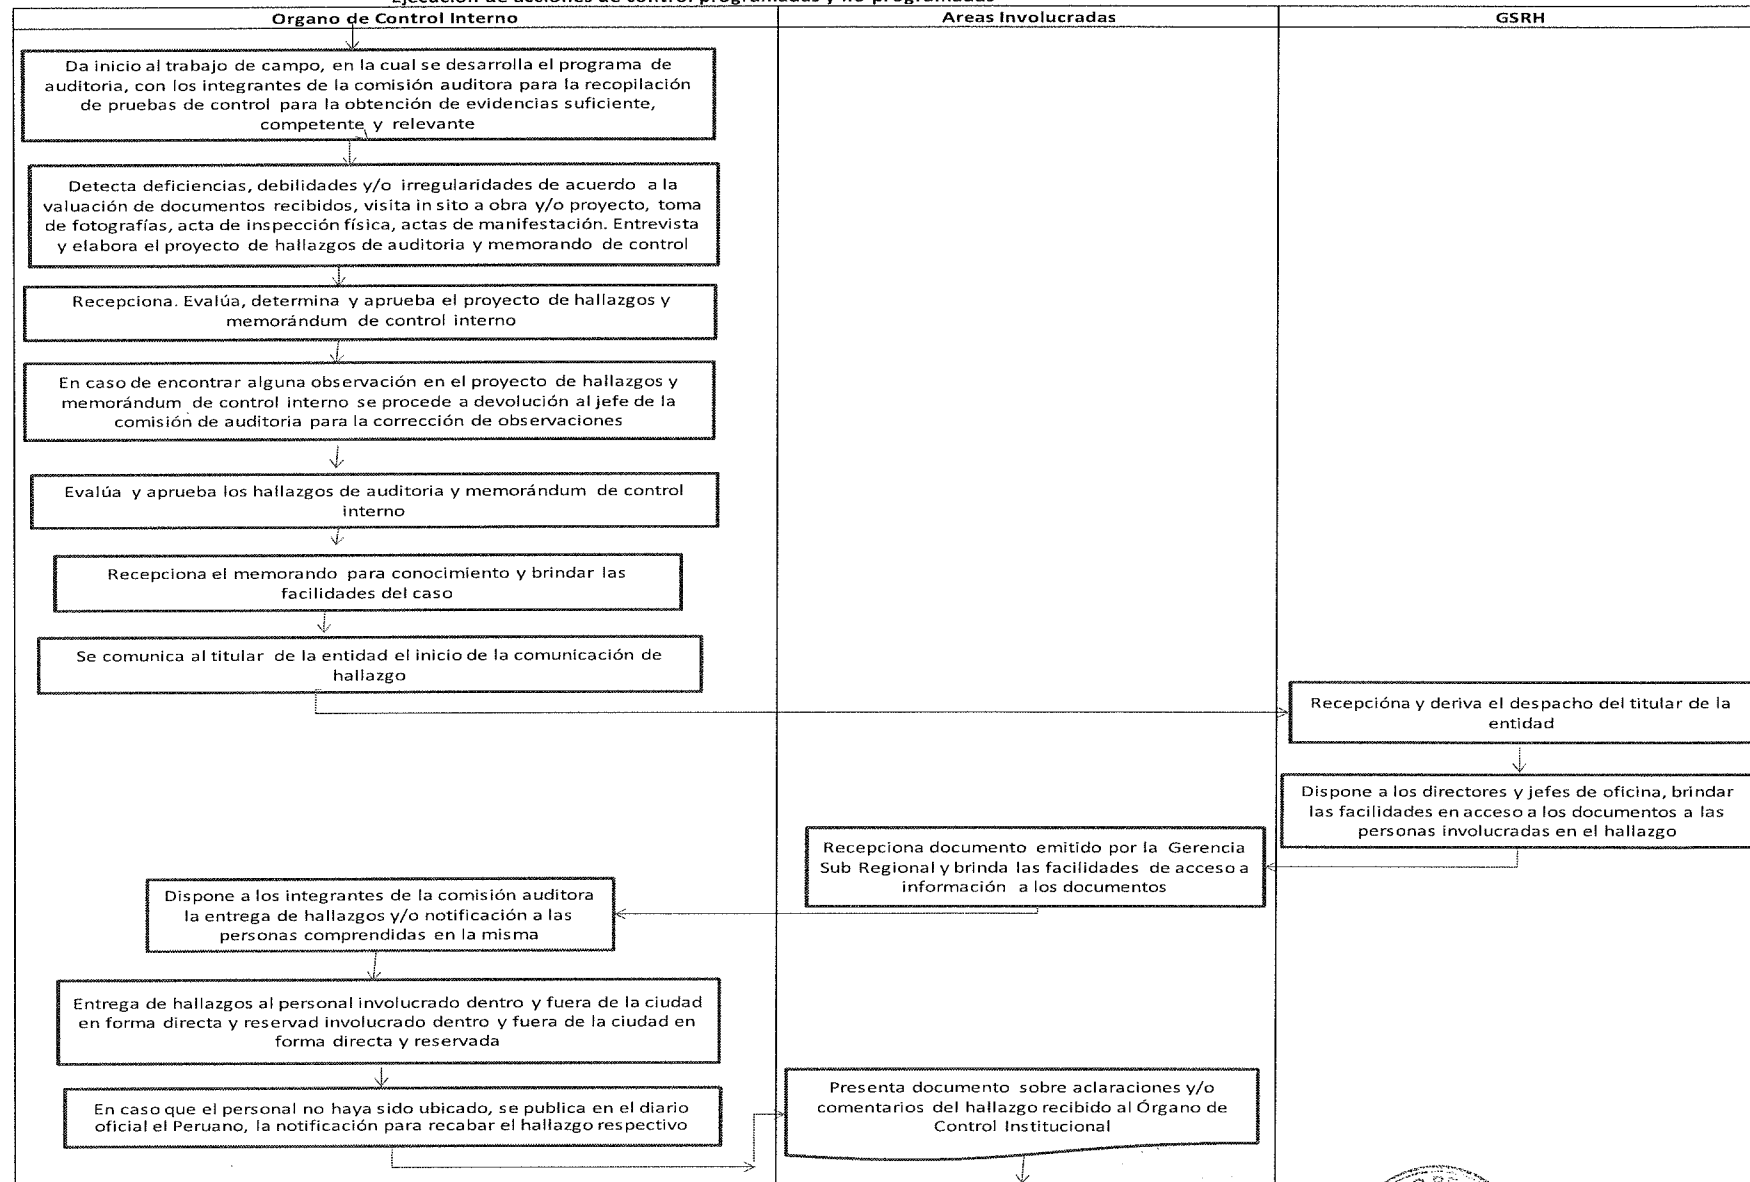 Ejecución de acciones de control programadas y no programadas
Organo de Control Interno
Areas Involucradas
GSRH
Da inicio al trabajo de campo, en la cual se desarrolla el programa de
auditoria, con los integrantes de la comisión auditora para la recopilación
de pruebas de control para la obtención de evidencias suficiente,
competente y relevante
Detecta deficiencias, debilidades y/o irregularidades de acuerdo a la
valuación de documentos recibidos, visita in sito a obra y/o proyecto, toma
de fotografías, acta de inspección física, actas de manifestación. Entrevista
y elabora el proyecto de hallazgos de auditoria y memorando de control
Recepciona. Evalúa, determina y aprueba el proyecto de hallazgos y
memorándum de control interno
En caso de encontrar alguna observación en el proyecto de hallazgos y
memorándum de control interno se procede a devolución al jefe de la
comisión de auditoria para la corrección de observaciones
Evalúa y aprueba los hallazgos de auditoria y memorándum de control
interno
Recepciona el memorando para conocimiento y brindar las
facilidades del caso
Se comunica al titular de la entidad el inicio de la comunicación de
hallazgo
Recepcióna y deriva el despacho del titular de la
entidad
Dispone a los directores y jefes de oficina, brindar
las facilidades en acceso a los documentos a las
personas involucradas en el hallazgo
Recepciona documento emitido por la Gerencia
Sub Regional y brinda las facilidades de acceso a
información a los documentos
Dispone a los integrantes de la comisión auditora
la entrega de hallazgos y/o notificación a las
personas comprendidas en la misma
Entrega de hallazgos al personal involucrado dentro y fuera de la ciudad
en forma directa y reservad involucrado dentro y fuera de la ciudad en
forma directa y reservada
En caso que el personal no haya sido ubicado, se publica en el diario
oficial el Peruano, la notificación para recabar el hallazgo respectivo
Presenta documento sobre aclaraciones y/o
comentarios del hallazgo recibido al Órgano de
Control Institucional